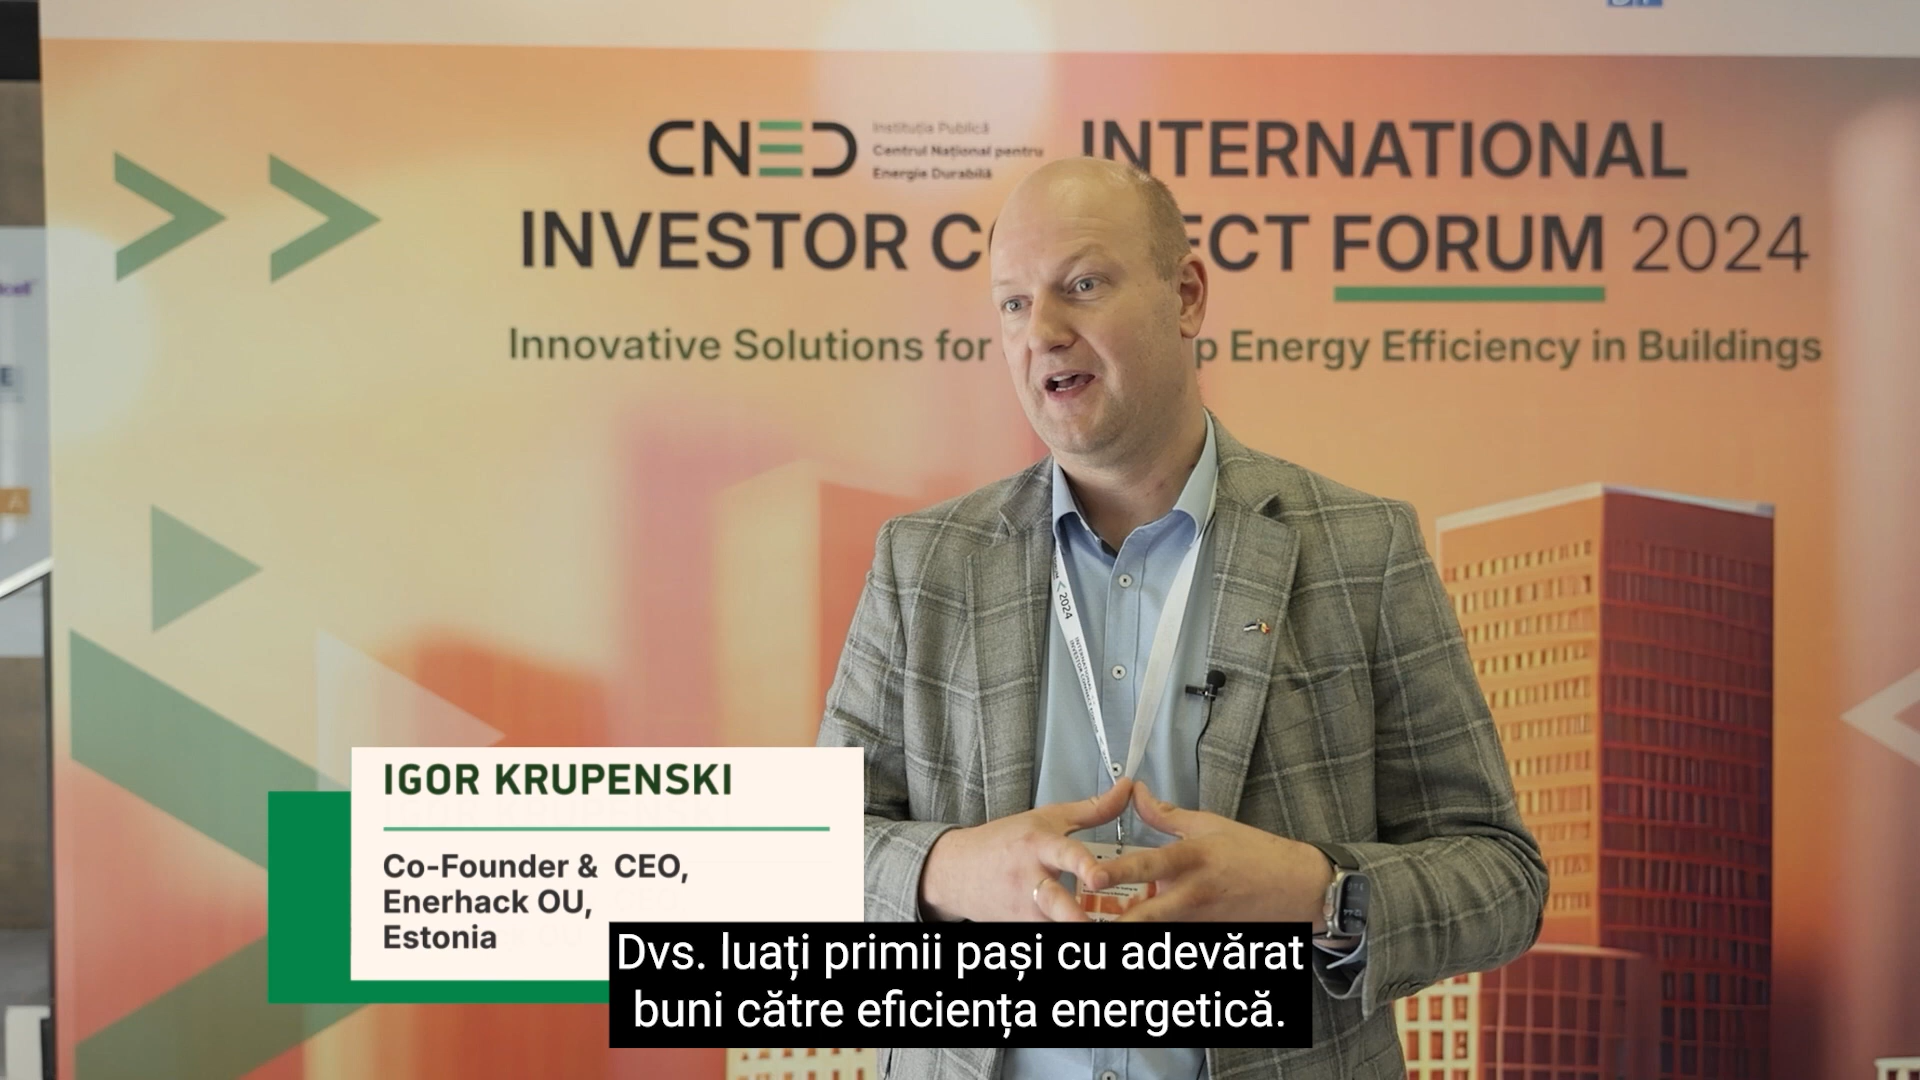 CNED
Instituția Publică
Centrul Național pentru
Energie Durabilă
INTERNATIONAL
INVESTOR C ECT FORUM 2024
Innovative Solutions for p Energy Efficiency in Buildings
2024
INTERNATIONAL
IGOR KRUPENSKI
Co-Founder & CEO,
Enerhack OU,
Estonia
Dvs. luați primii pași cu adevărat
buni către eficiența energetică.